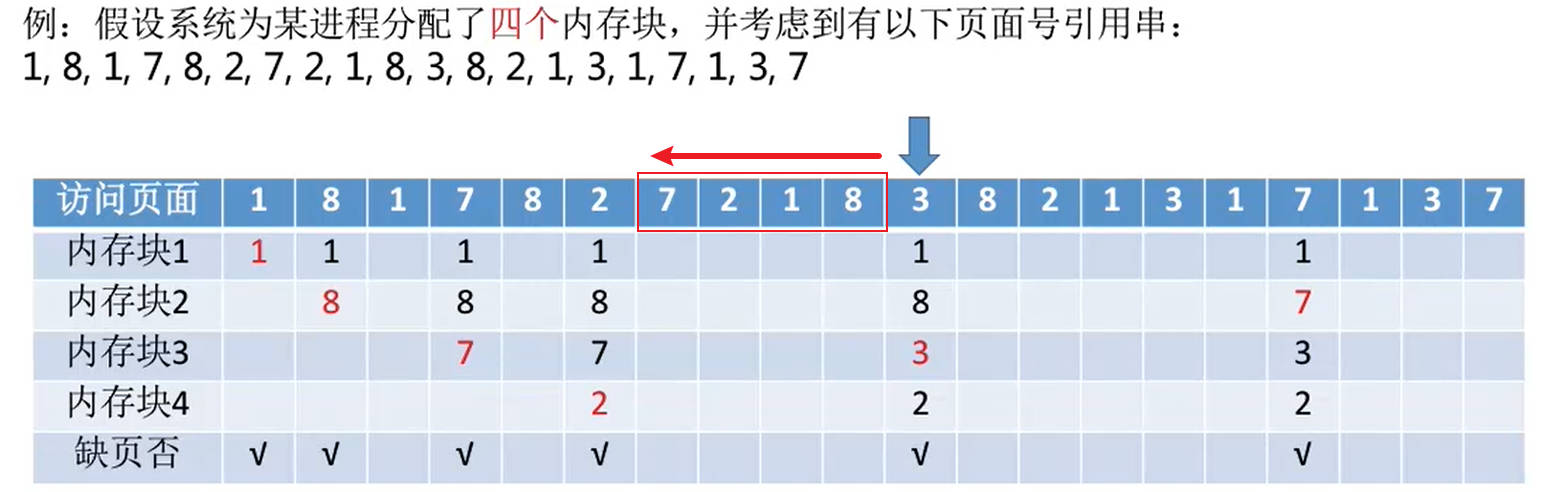 例：假设系统为某进程分配了四个内存块，并考虑到有以下页面号引用串：
1, 8, 1, 7, 8, 2, 7, 2, 1, 8, 3, 8, 2, 1, 3, 1, 7, 1, 3, 7
访问页面 1 8 1 7 8 2 7 2 1 8 3 8 2 1 3 1 7 1 3 7
内存块1 1 1 1 1 1 1
内存块2 8 8 8 8 7
内存块3 7 7 3 3
内存块4 2 2 2
缺页否 √ √ √ √ √ √